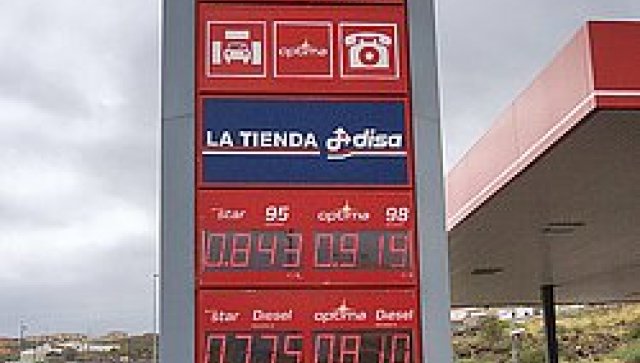 optima
LA TIENDA disa
star 95 optima 98
0.843 0.919
star Diesel optima Diesel
0.775 0.810